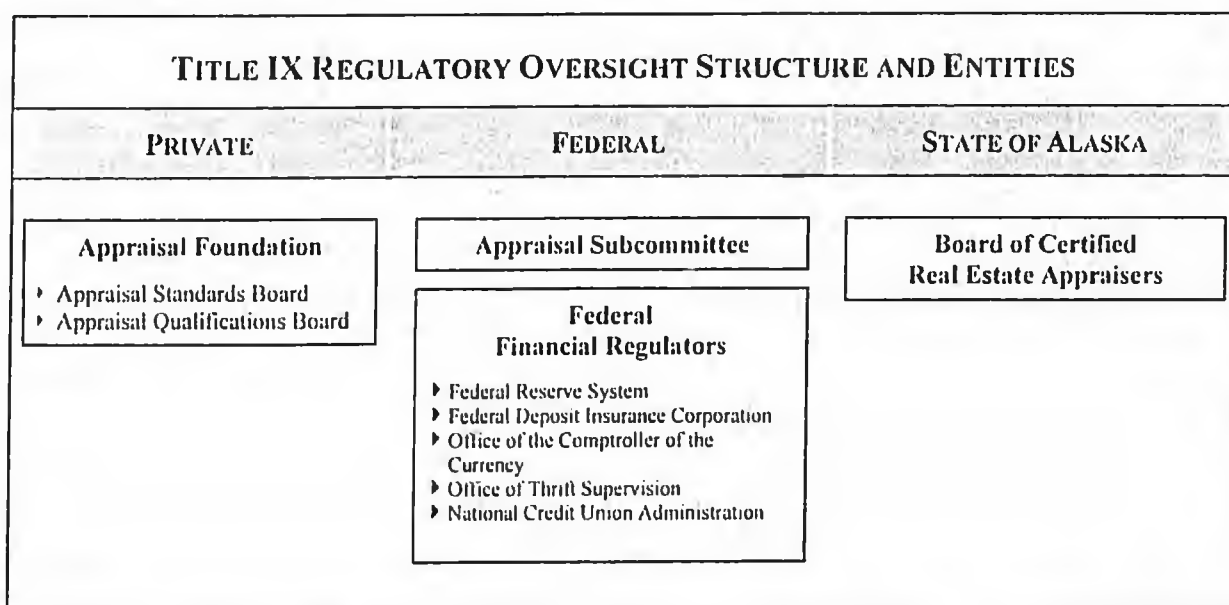 TITLE IX REGULATORY OVERSIGHT STRUCTURE AND ENTITIES
PRIVATE
FEDERAL
STATE OF ALASKA
Appraisal Foundation
Appraisal Standards Board
Appraisal Qualifications Board
Appraisal Subcommittee
Federal
Financial Regulators
Federal Reserve System
Federal Deposit Insurance Corporation
Office of the Comptroller of the
Currency
Office of Thrift Supervision
National Credit Union Administration
Board of Certified
Real Estate Appraisers